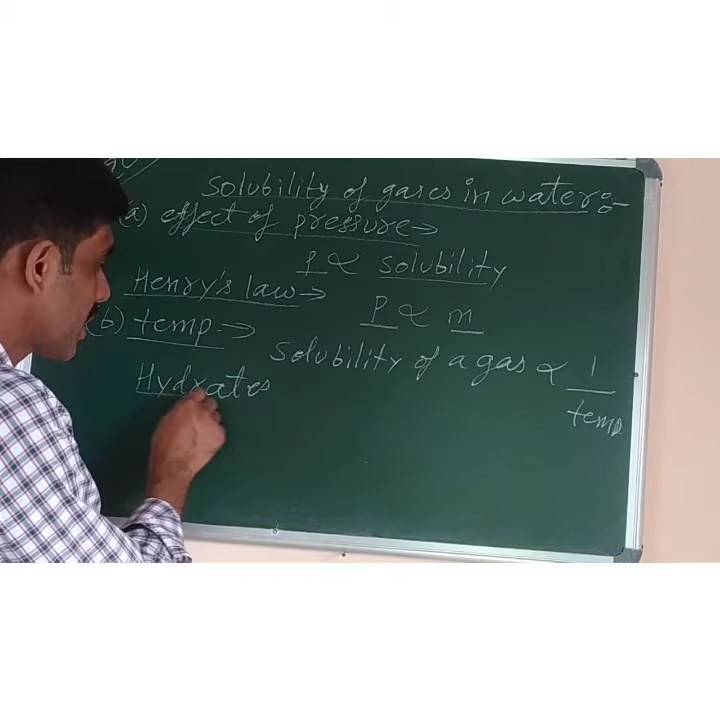 Solubility of gases in water:-
(a) effect of pressure→
P ∝ solubility
Henry's law→
P ∝ m
(b) temp.→
Solubility of a gas ∝ 1/temp.
Hydrates